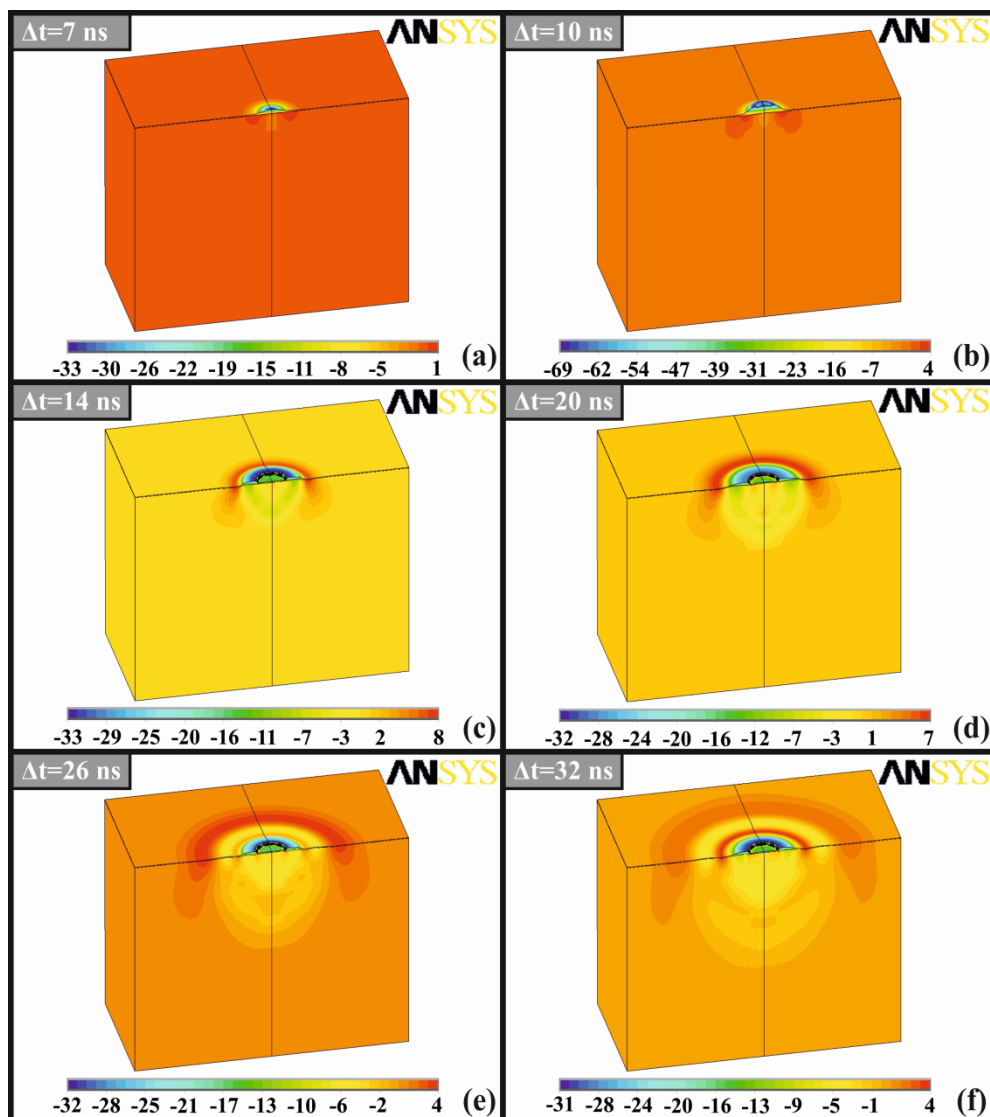 Δt=7 ns
ANSYS
-33 -30 -26 -22 -19 -15 -11 -8 -5 1
(a)
Δt=10 ns
ANSYS
-69 -62 -54 -47 -39 -31 -23 -16 -7 4
(b)
Δt=14 ns
ANSYS
-33 -29 -25 -20 -16 -11 -7 -3 2 8
(c)
Δt=20 ns
ANSYS
-32 -28 -24 -20 -16 -12 -7 -3 1 7
(d)
Δt=26 ns
ANSYS
-32 -28 -25 -21 -17 -13 -10 -6 -2 4
(e)
Δt=32 ns
ANSYS
-31 -28 -24 -20 -16 -13 -9 -5 -1 4
(f)